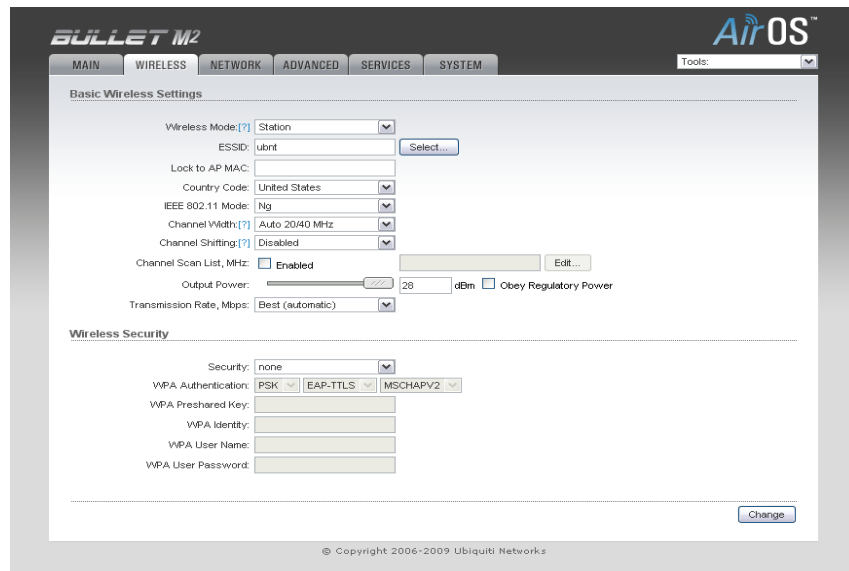 BULLET M2
AirOS™
MAIN WIRELESS NETWORK ADVANCED SERVICES SYSTEM Tools:
Basic Wireless Settings
Wireless Mode:[?] Station
ESSID: ubnt Select...
Lock to AP MAC:
Country Code: United States
IEEE 802.11 Mode: Ng
Channel Width:[?] Auto 20/40 MHz
Channel Shifting:[?] Disabled
Channel Scan List, MHz: Enabled Edit...
Output Power: 28 dBm Obey Regulatory Power
Transmission Rate, Mbps: Best (automatic)
Wireless Security
Security: none
WPA Authentication: PSK EAP-TTLS MSCHAPV2
WPA Preshared Key:
WPA Identity:
WPA User Name:
WPA User Password:
Change
© Copyright 2006-2009 Ubiquiti Networks